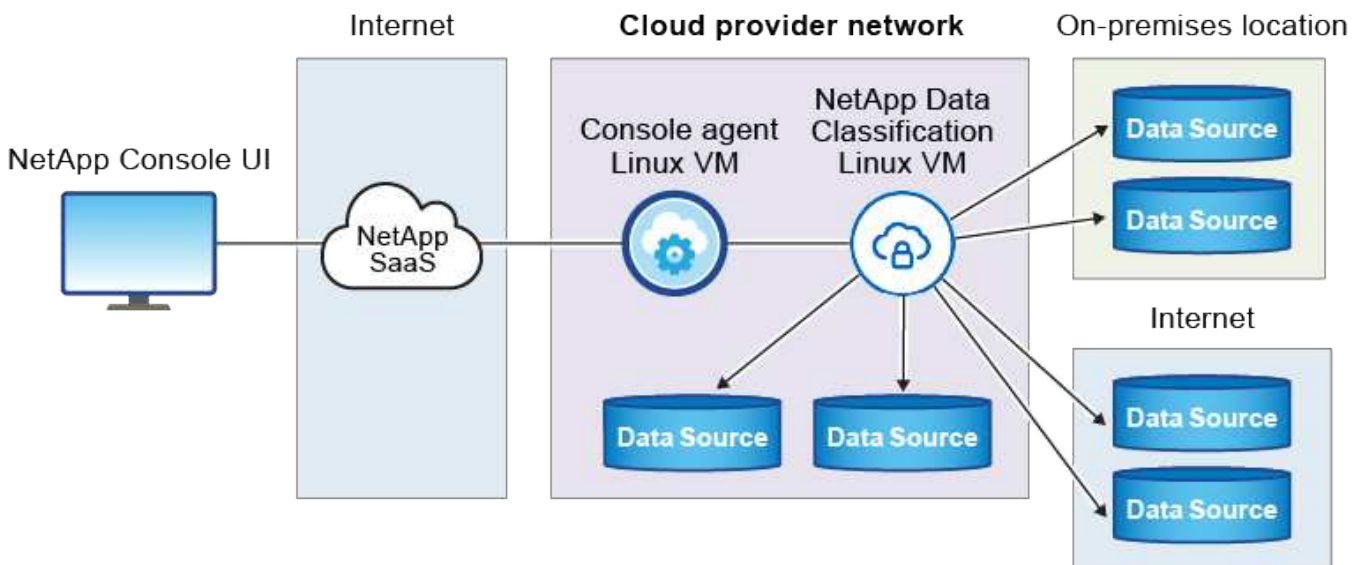 Internet
Cloud provider network
On-premises location
NetApp Console UI
NetApp
SaaS
Console agent
Linux VM
NetApp Data
Classification
Linux VM
Data Source
Data Source
Data Source
Data Source
Internet
Data Source
Data Source